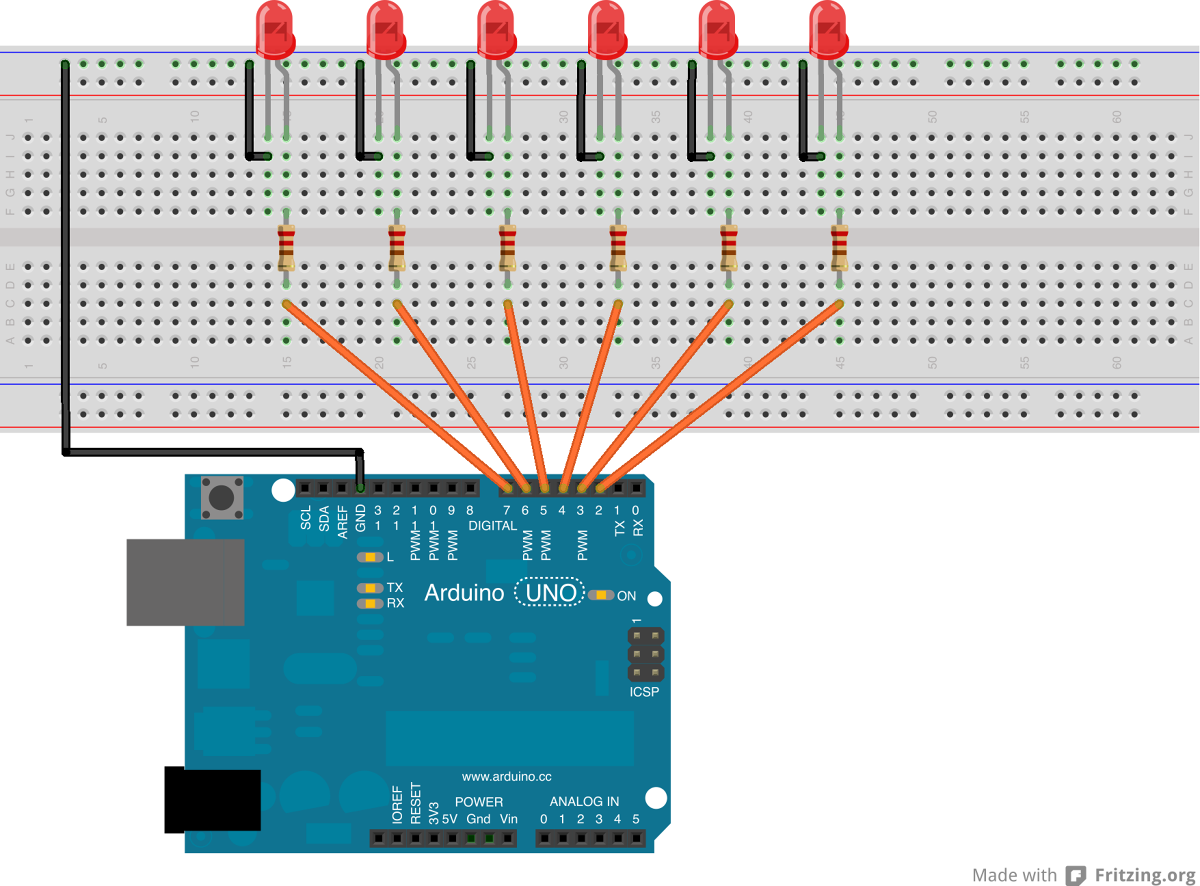 1 5 10 15 20 25 30 35 40 45 50 55 60
J J
I I
H H
G G
F F
E E
D D
C C
B B
A A
1 5 10 15 20 25 30 35 40 45 50 55 60
SCL SDA AREF GND 13 12 11 10 9 8 7 6 5 4 3 2 1 0
PWM PWM PWM DIGITAL PWM PWM PWM TX RX
L
TX
RX
Arduino UNO ON
1
ICSP
www.arduino.cc
IOREF RESET 3V3 5V Gnd Vin
POWER
ANALOG IN
0 1 2 3 4 5
Made with Fritzing.org